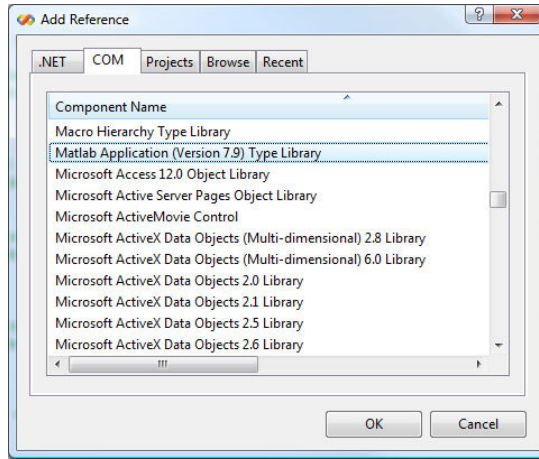 Add Reference
.NET COM Projects Browse Recent
Component Name
Macro Hierarchy Type Library
Matlab Application (Version 7.9) Type Library
Microsoft Access 12.0 Object Library
Microsoft Active Server Pages Object Library
Microsoft ActiveMovie Control
Microsoft ActiveX Data Objects (Multi-dimensional) 2.8 Library
Microsoft ActiveX Data Objects (Multi-dimensional) 6.0 Library
Microsoft ActiveX Data Objects 2.0 Library
Microsoft ActiveX Data Objects 2.1 Library
Microsoft ActiveX Data Objects 2.5 Library
Microsoft ActiveX Data Objects 2.6 Library
OK Cancel